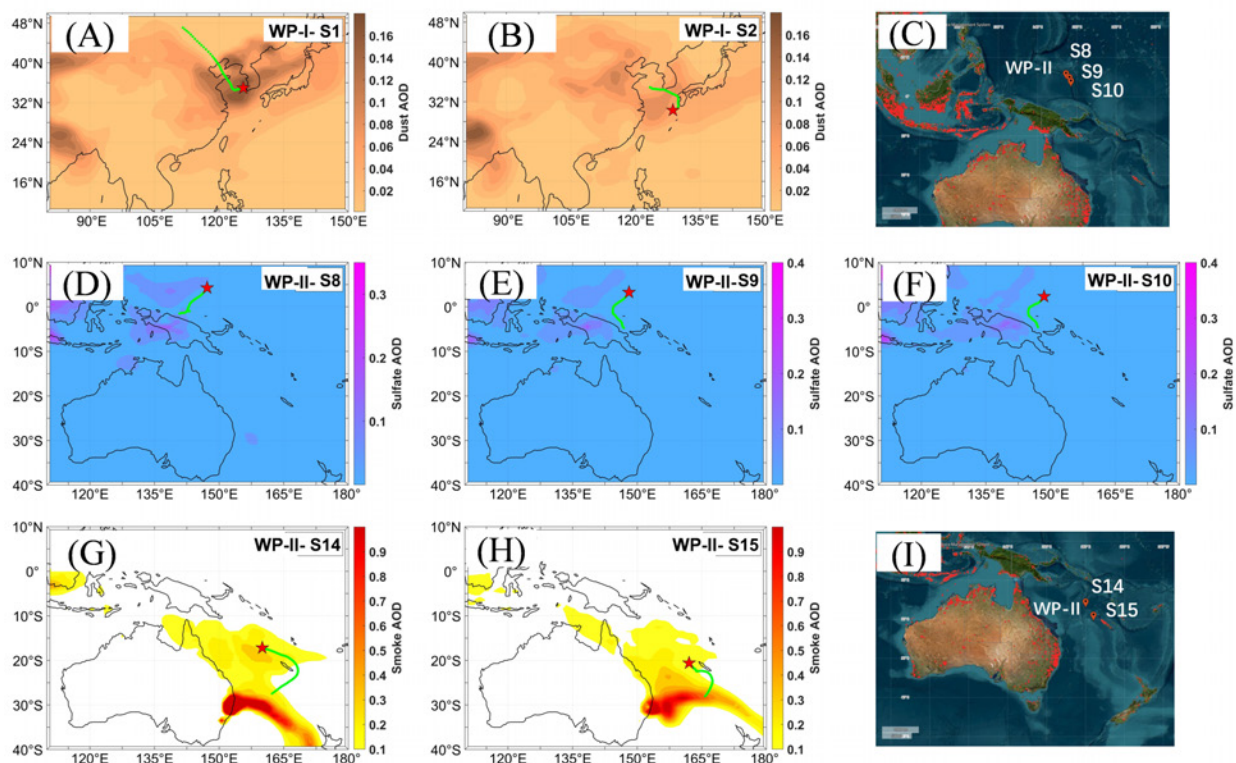 (A)
WP-I- S1
48°N
40°N
32°N
24°N
16°N
90°E
105°E
120°E
135°E
150°E
0.16
0.14
0.12
0.10
0.08
0.06
0.04
0.02
Dust AOD
(B)
WP-I- S2
48°N
40°N
32°N
24°N
16°N
90°E
105°E
120°E
135°E
150°E
0.16
0.14
0.12
0.10
0.08
0.06
0.04
0.02
Dust AOD
(C)
WP-II
S8
S9
S10
(D)
WP-II- S8
10°N
0°
10°S
20°S
30°S
40°S
120°E
135°E
150°E
165°E
180°
0.3
0.2
0.1
Sulfate AOD
(E)
WP-II-S9
10°N
0°
10°S
20°S
30°S
40°S
120°E
135°E
150°E
165°E
180°
0.4
0.3
0.2
0.1
Sulfate AOD
(F)
WP-II- S10
10°N
0°
10°S
20°S
30°S
40°S
120°E
135°E
150°E
165°E
180°
0.4
0.3
0.2
0.1
Sulfate AOD
(G)
WP-II- S14
10°N
0°
10°S
20°S
30°S
40°S
120°E
135°E
150°E
165°E
180°
0.9
0.8
0.7
0.6
0.5
0.4
0.3
0.2
0.1
Smoke AOD
(H)
WP-II- S15
10°N
0°
10°S
20°S
30°S
40°S
120°E
135°E
150°E
165°E
180°
0.9
0.8
0.7
0.6
0.5
0.4
0.3
0.2
0.1
Smoke AOD
(I)
S14
WP-II
S15